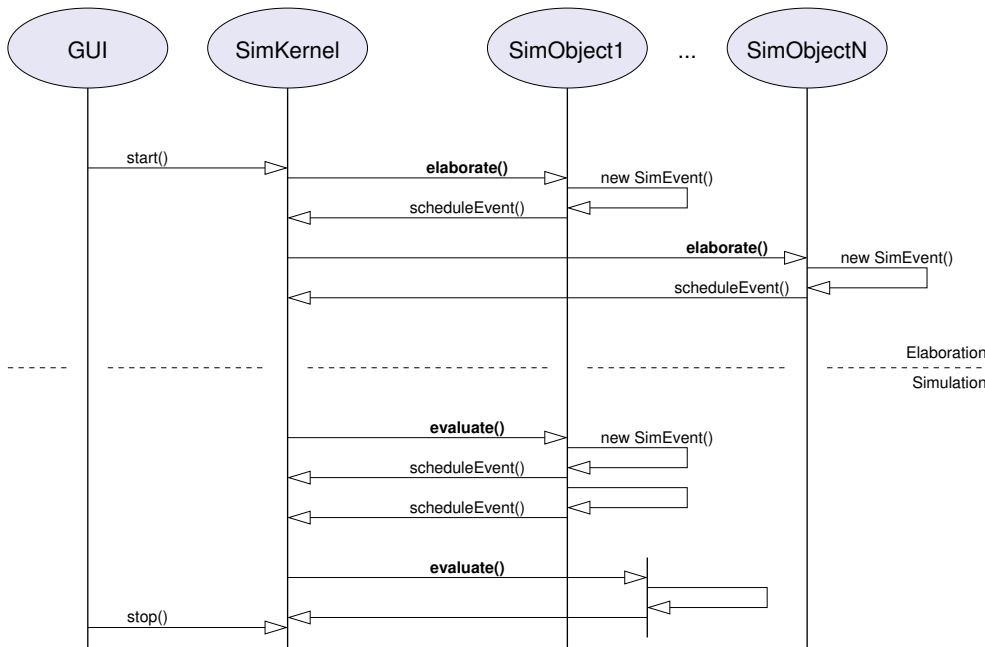 GUI
SimKernel
SimObject1
...
SimObjectN
start()
elaborate()
new SimEvent()
scheduleEvent()
elaborate()
new SimEvent()
scheduleEvent()
Elaboration
Simulation
evaluate()
new SimEvent()
scheduleEvent()
scheduleEvent()
evaluate()
stop()